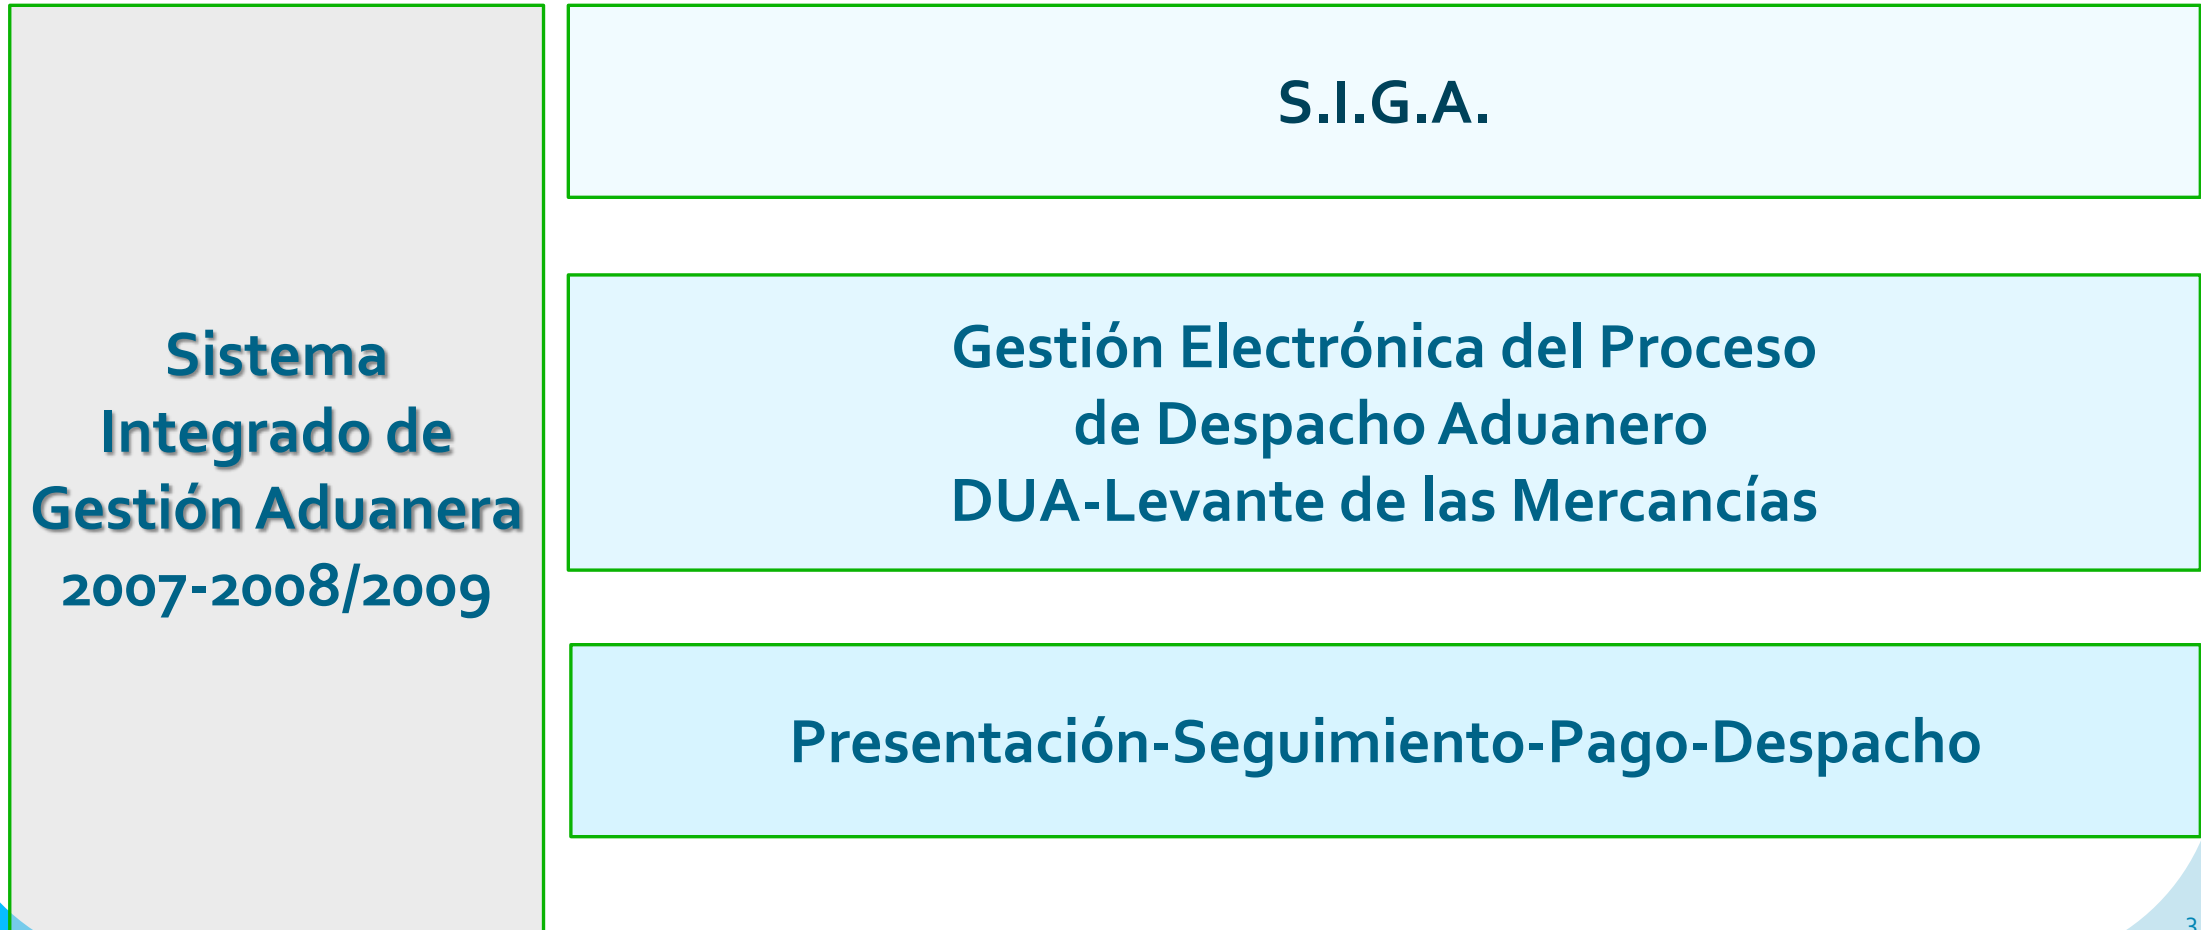 Sistema
Integrado de
Gestión Aduanera
2007-2008/2009
S.I.G.A.
Gestión Electrónica del Proceso
de Despacho Aduanero
DUA-Levante de las Mercancías
Presentación-Seguimiento-Pago-Despacho
3